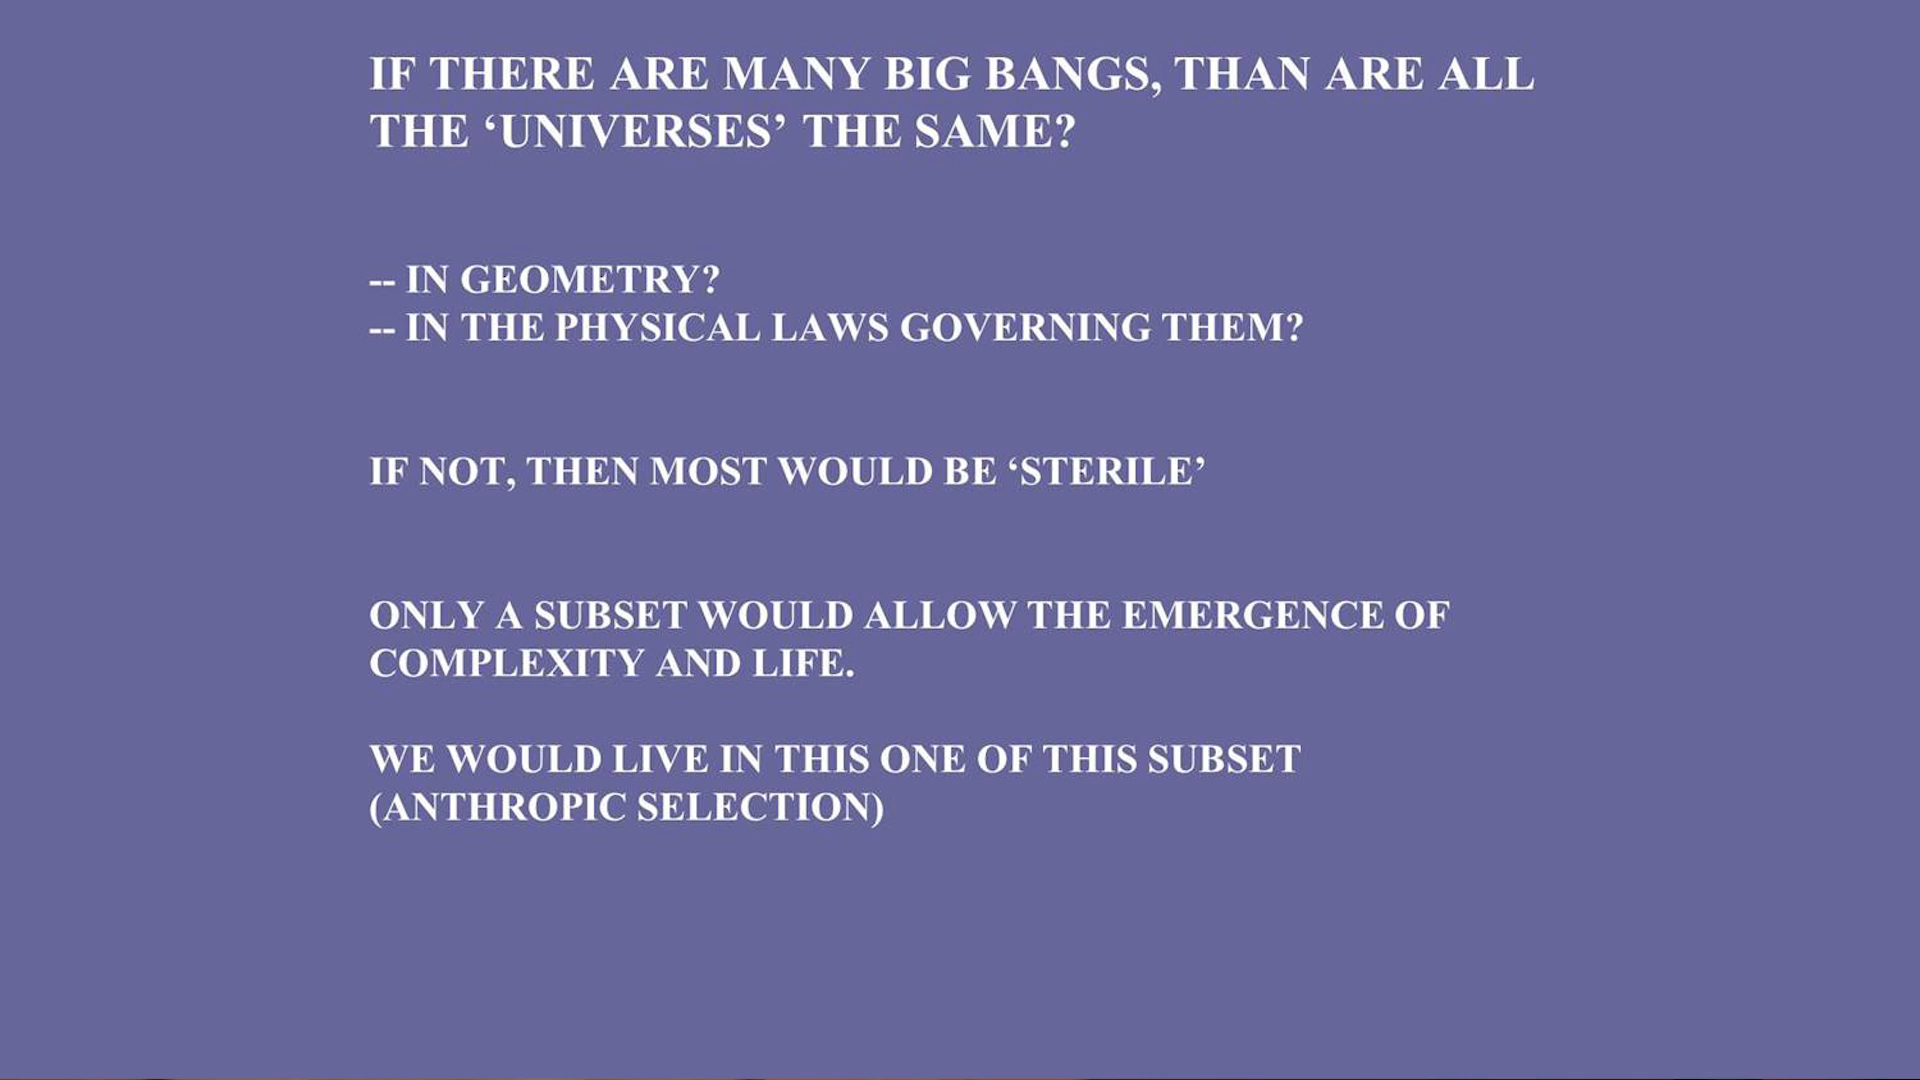 IF THERE ARE MANY BIG BANGS, THAN ARE ALL
THE ‘UNIVERSES’ THE SAME?
-- IN GEOMETRY?
-- IN THE PHYSICAL LAWS GOVERNING THEM?
IF NOT, THEN MOST WOULD BE ‘STERILE’
ONLY A SUBSET WOULD ALLOW THE EMERGENCE OF
COMPLEXITY AND LIFE.
WE WOULD LIVE IN THIS ONE OF THIS SUBSET
(ANTHROPIC SELECTION)